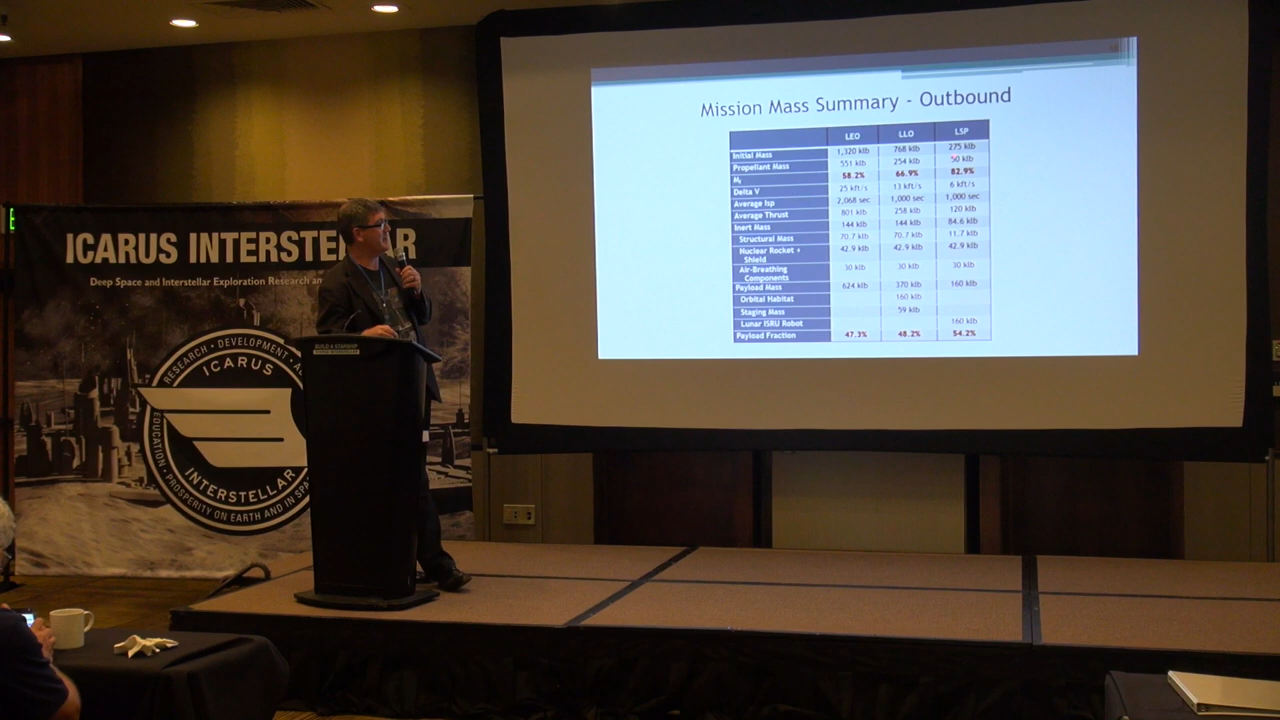 ICARUS INTERSTELLAR
Deep Space and Interstellar Exploration Research an
RESEARCH • DEVELOPMENT •
ICARUS
INTERSTELLAR
EDUCATION • PROSPERITY ON EARTH AND IN SPA
BUILD A STARSHIP
Mission Mass Summary - Outbound
LEO LLO LSP
Initial Mass 1,320 klb 768 klb 275 klb
Propellant Mass 551 klb 254 klb 50 klb
58.2% 66.9% 82.9%
Delta V 25 kft/s 13 kft/s 6 kft/s
Average Isp 2,068 sec 1,000 sec 1,000 sec
Average Thrust 801 klb 258 klb 120 klb
Inert Mass 144 klb 144 klb 84.6 klb
Structural Mass 70.7 klb 70.7 klb 11.7 klb
Nuclear Rocket + Shield 42.9 klb 42.9 klb 42.9 klb
Air-Breathing Components 30 klb 30 klb 30 klb
Payload Mass 624 klb 370 klb 160 klb
Orbital Habitat 160 klb
Staging Mass 59 klb
Lunar ISRU Robot 160 klb
Payload Fraction 47.3% 48.2% 54.2%